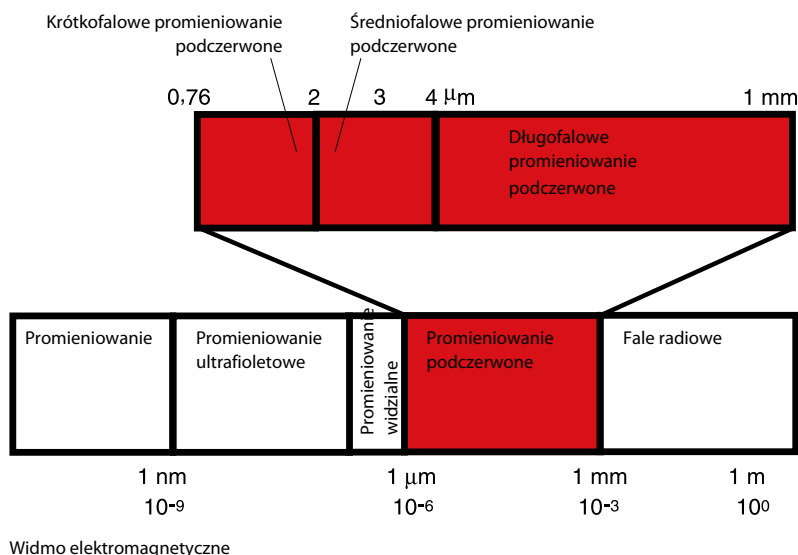 Krótkofalowe promieniowanie
podczerwone
Średniofalowe promieniowanie
podczerwone
0,76 2 3 4 μm 1 mm
Długofalowe
promieniowanie
podczerwone
Promieniowanie
Promieniowanie
ultrafioletowe
Promieniowanie
widzialne
Promieniowanie
podczerwone
Fale radiowe
1 nm 1 μm 1 mm 1 m
10-9 10-6 10-3 100
Widmo elektromagnetyczne